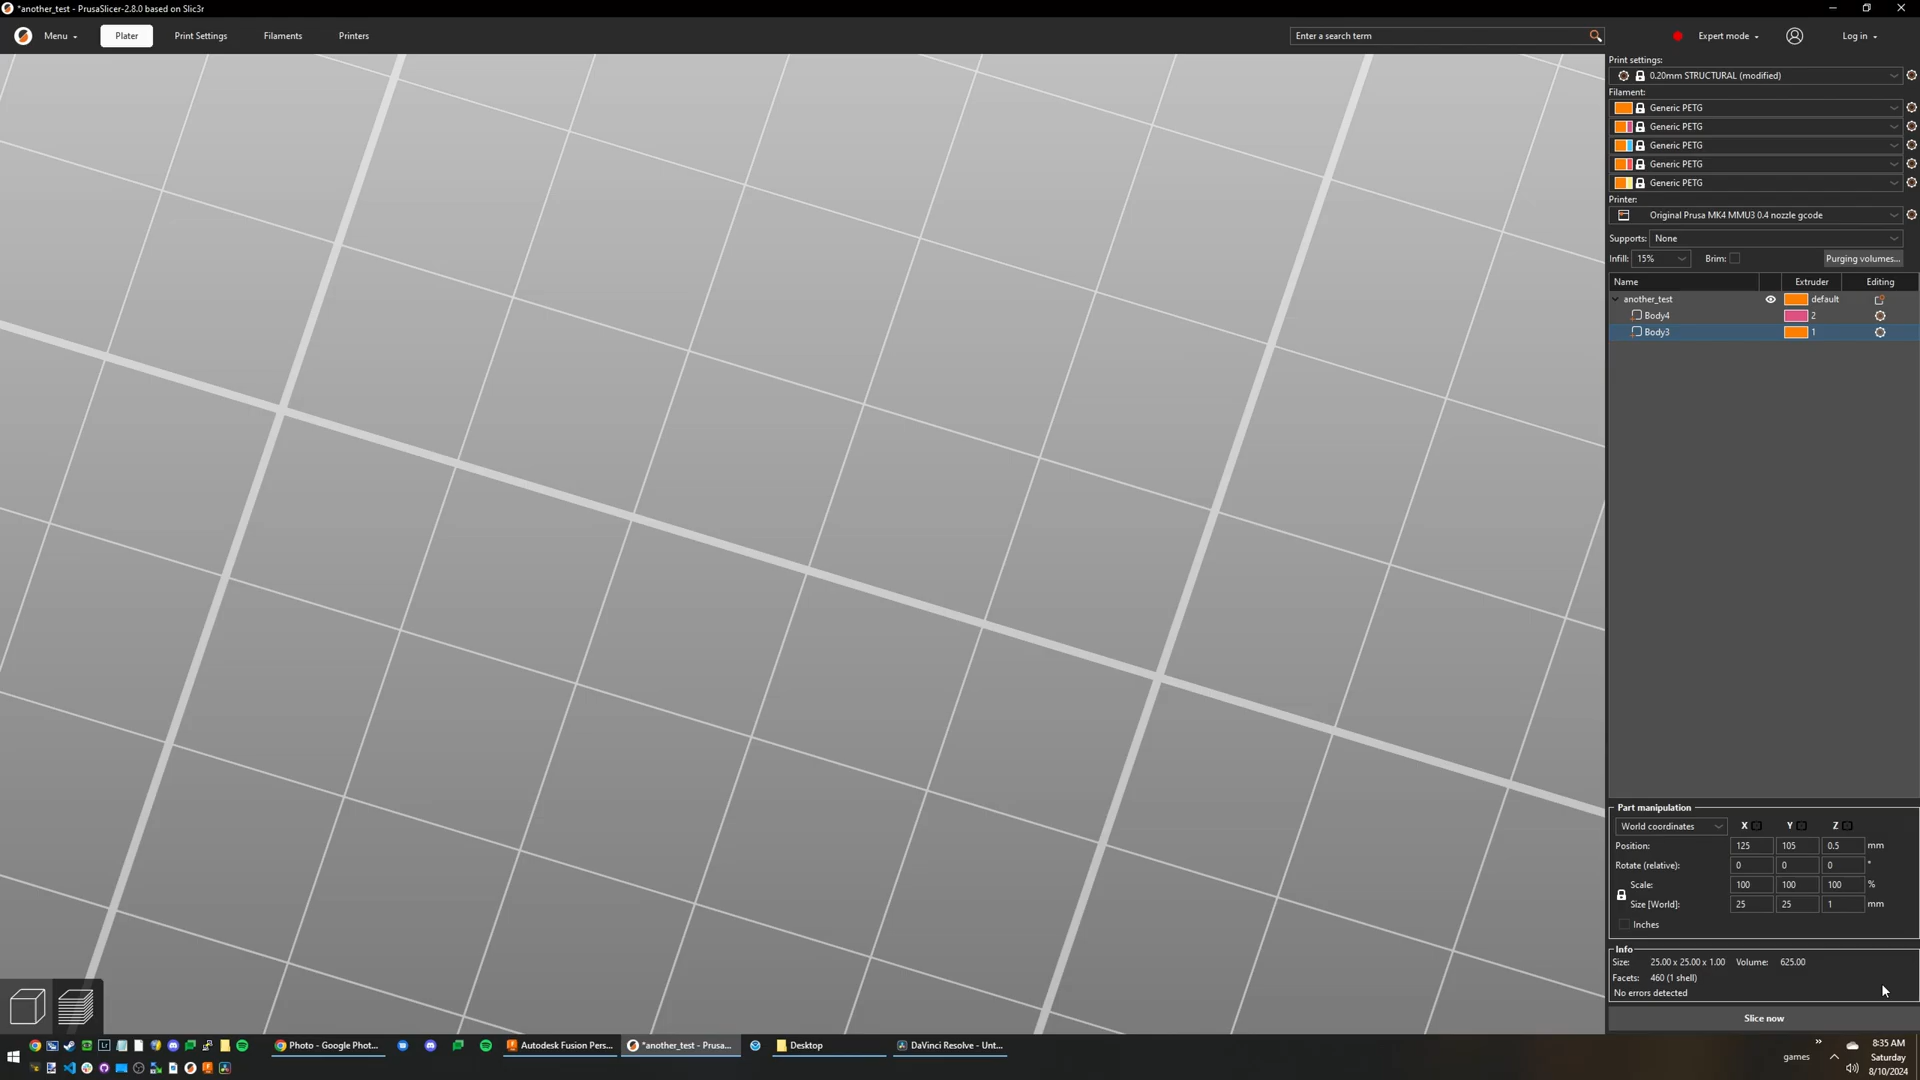 *another_test - PrusaSlicer-2.8.0 based on Slic3r
Menu
Plater
Print Settings
Filaments
Printers
Enter a search term
Expert mode
Log in
Print settings:
0.20mm STRUCTURAL (modified)
Filament:
Generic PETG
Generic PETG
Generic PETG
Generic PETG
Generic PETG
Printer:
Original Prusa MK4 MMU3 0.4 nozzle gcode
Supports: None
Infill: 15% Brim: Purging volumes...
Name Extruder Editing
another_test default
Body4 2
Body3 1
Part manipulation
World coordinates X Y Z
Position: 125 105 0.5 mm
Rotate (relative): 0 0 0 °
Scale: 100 100 100 %
Size [World]: 25 25 1 mm
Inches
Info
Size: 25.00 x 25.00 x 1.00 Volume: 625.00
Facets: 460 (1 shell)
No errors detected
Slice now
Photo - Google Phot...
Autodesk Fusion Pers...
*another_test - Prusa...
Desktop
DaVinci Resolve - Unt...
games
8:35 AM
Saturday
8/10/2024